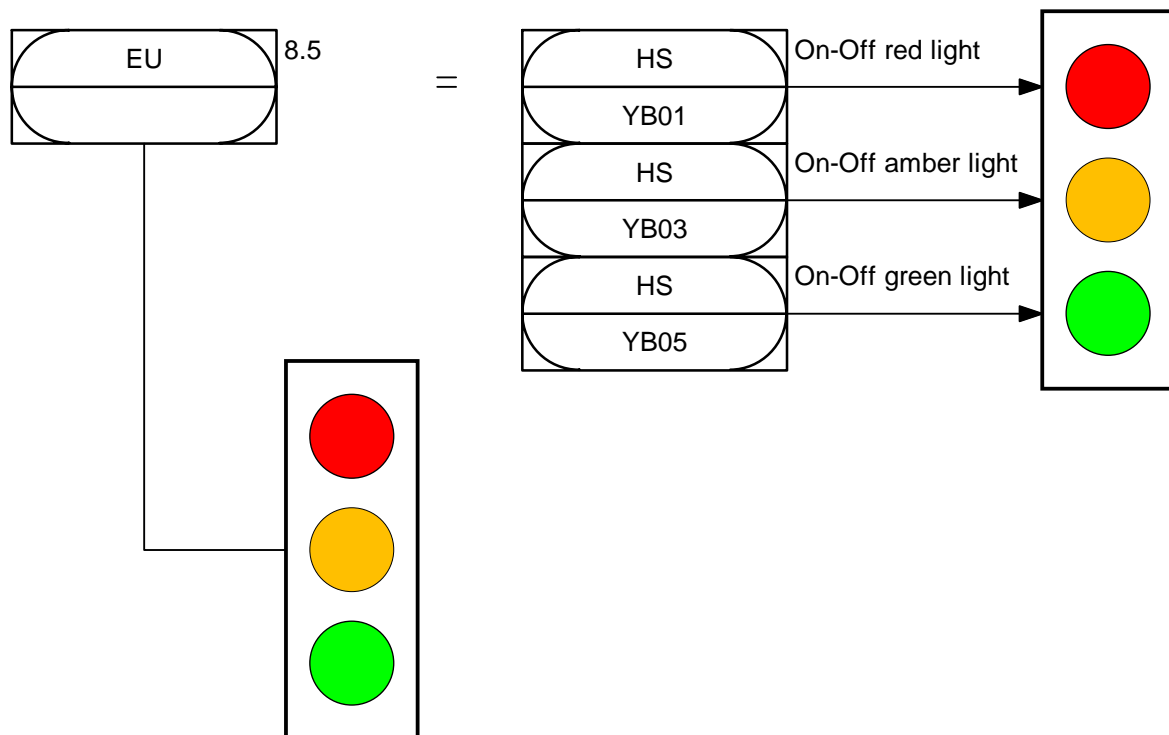 EU
8.5
=
HS
On-Off red light
YB01
HS
On-Off amber light
YB03
HS
On-Off green light
YB05